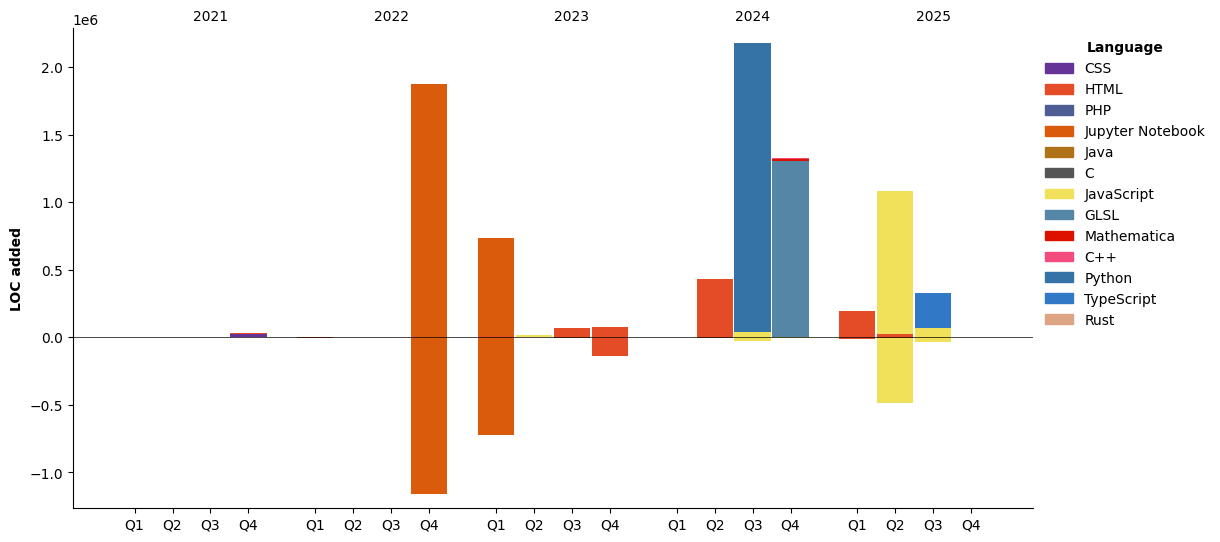 1e6
2021 2022 2023 2024 2025
Language
CSS
HTML
PHP
Jupyter Notebook
Java
C
JavaScript
GLSL
Mathematica
C++
Python
TypeScript
Rust
LOC added
2.0
1.5
1.0
0.5
0.0
−0.5
−1.0
Q1 Q2 Q3 Q4 Q1 Q2 Q3 Q4 Q1 Q2 Q3 Q4 Q1 Q2 Q3 Q4 Q1 Q2 Q3 Q4